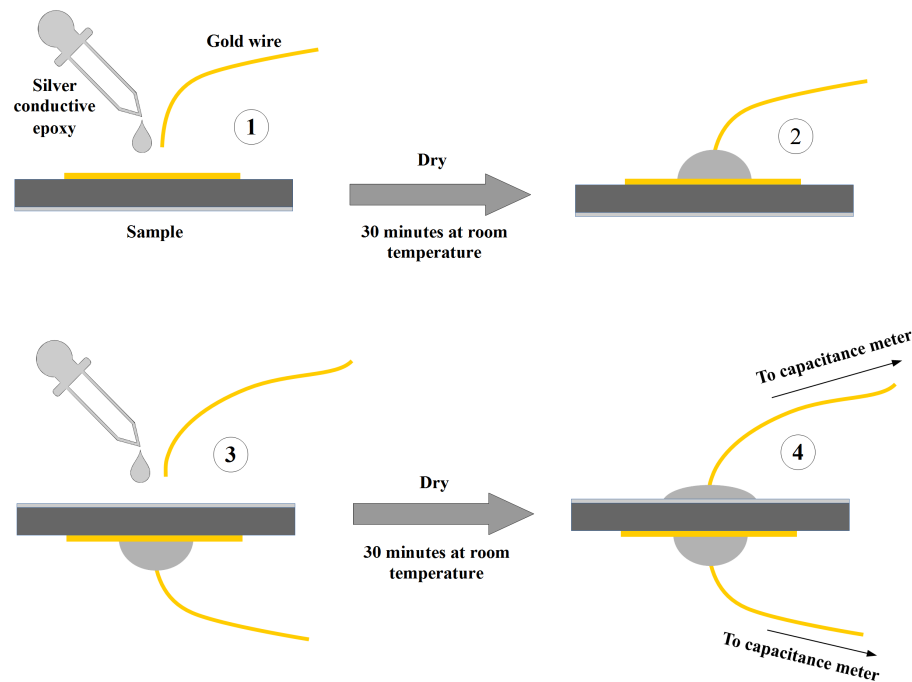 Gold wire
Silver
conductive
epoxy
1
Sample
Dry
30 minutes at room
temperature
2
3
Dry
30 minutes at room
temperature
To capacitance meter
4
To capacitance meter